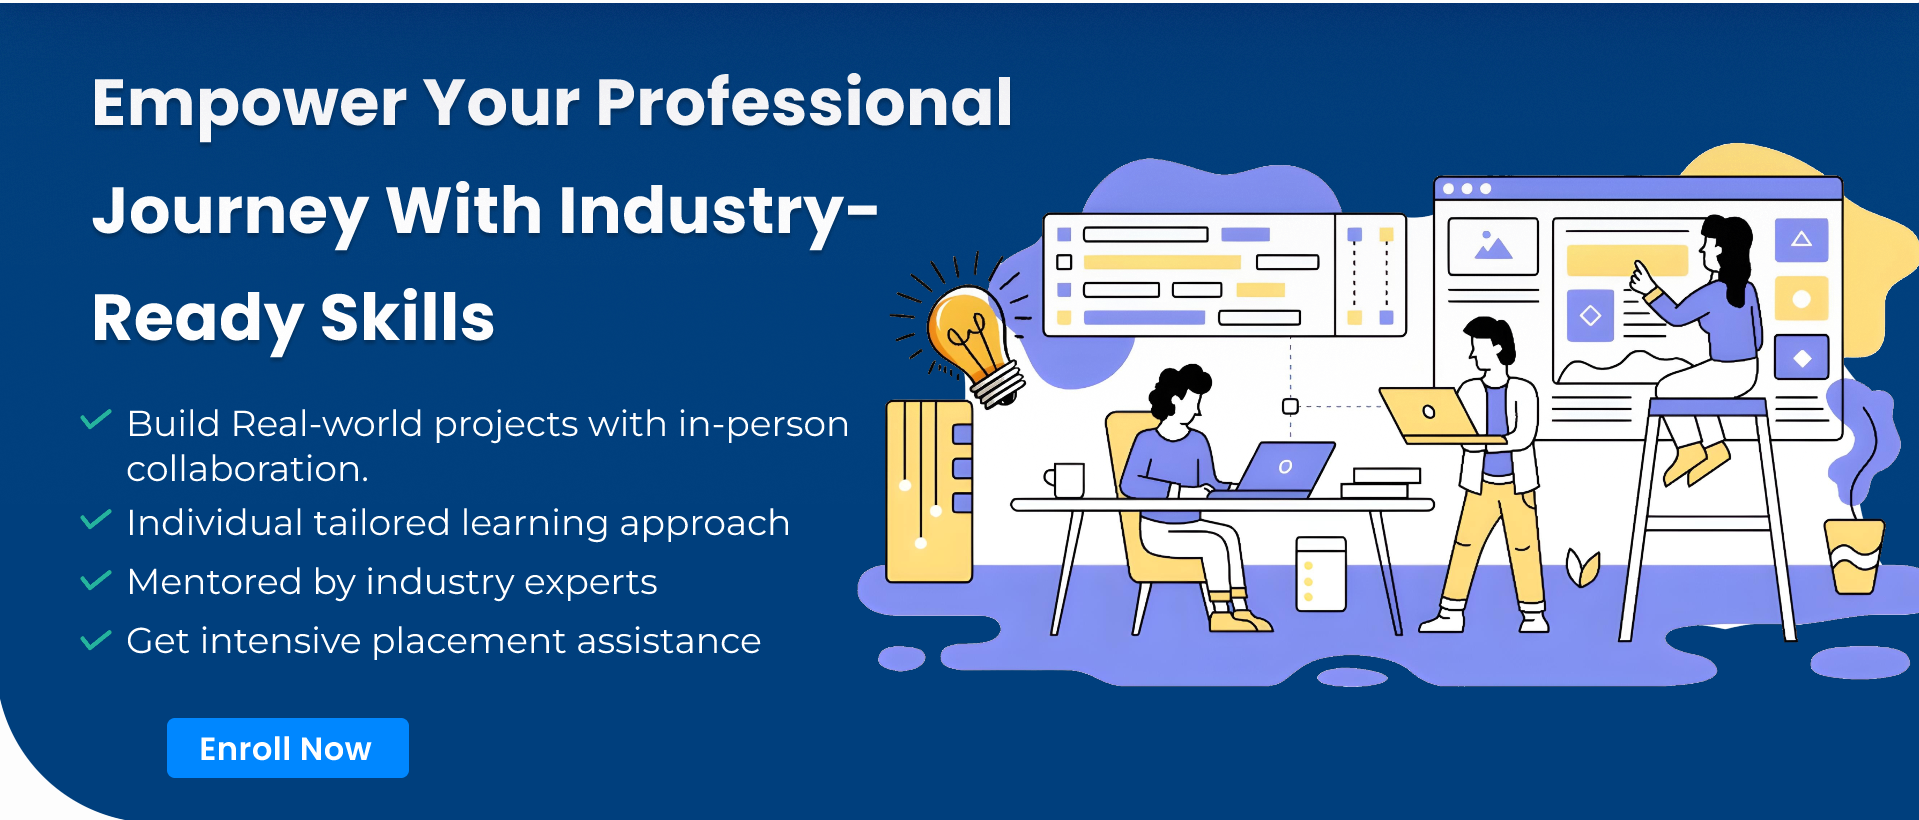 Empower Your Professional
Journey With Industry-
Ready Skills
Build Real-world projects with in-person
collaboration.
Individual tailored learning approach
Mentored by industry experts
Get intensive placement assistance
Enroll Now